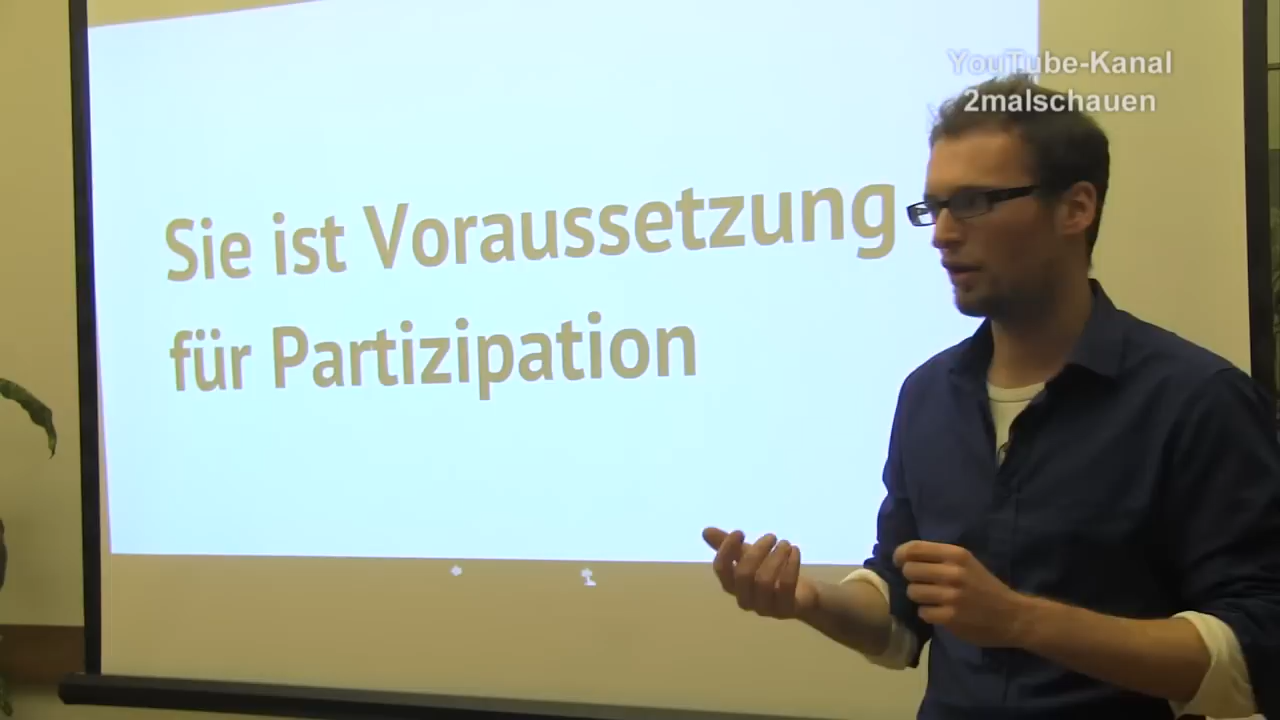 YouTube-Kanal
2malschauen
Sie ist Voraussetzung
für Partizipation